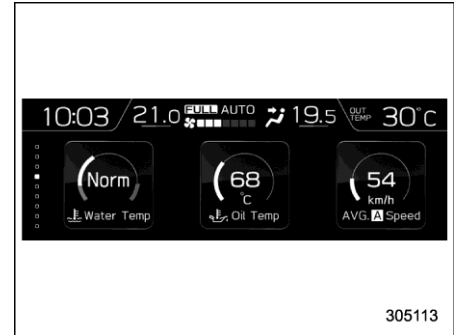 10:03 21.0 FULL AUTO 19.5 OUT TEMP 30°C
Norm
Water Temp
68
°C
Oil Temp
54
km/h
AVG. A Speed
305113